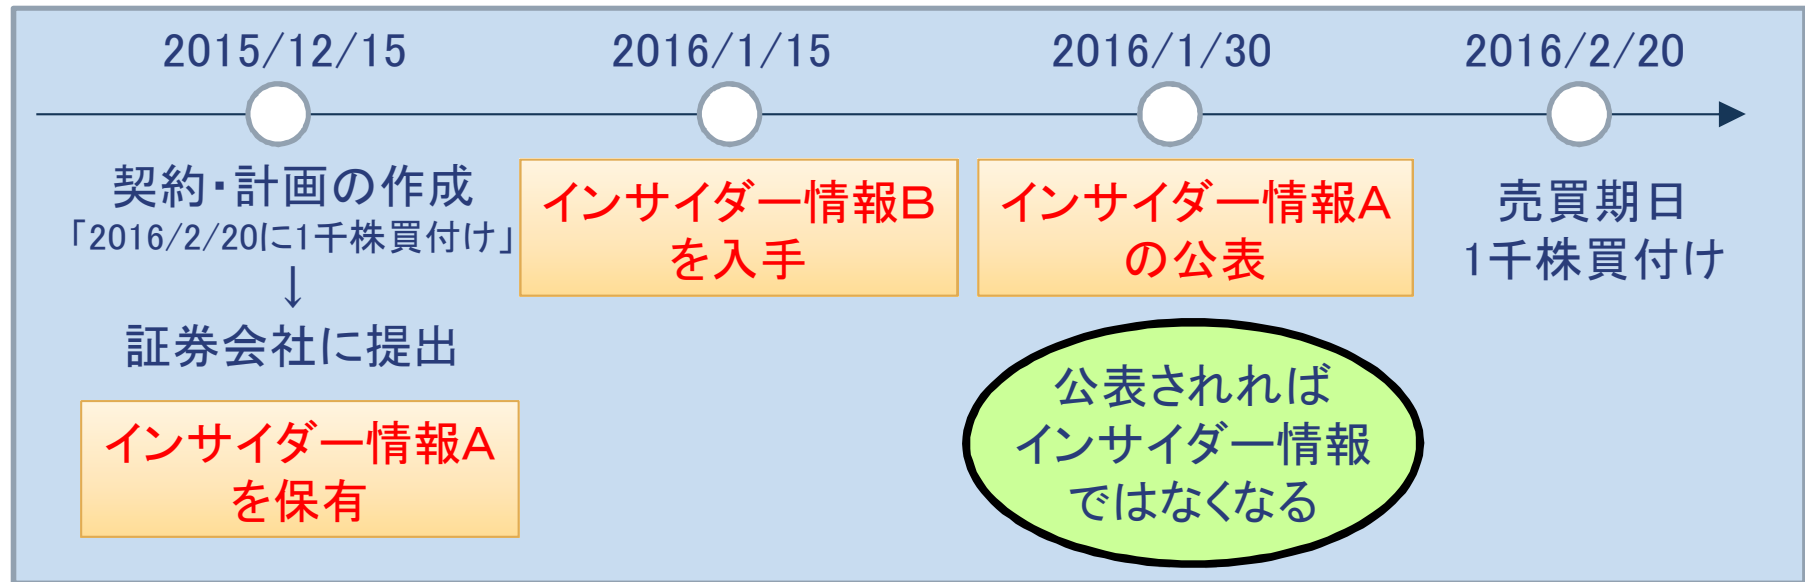 2015/12/15
契約・計画の作成
「2016/2/20に1千株買付け」
↓
証券会社に提出
インサイダー情報A
を保有
2016/1/15
インサイダー情報B
を入手
2016/1/30
インサイダー情報A
の公表
公表されれば
インサイダー情報
ではなくなる
2016/2/20
売買期日
1千株買付け